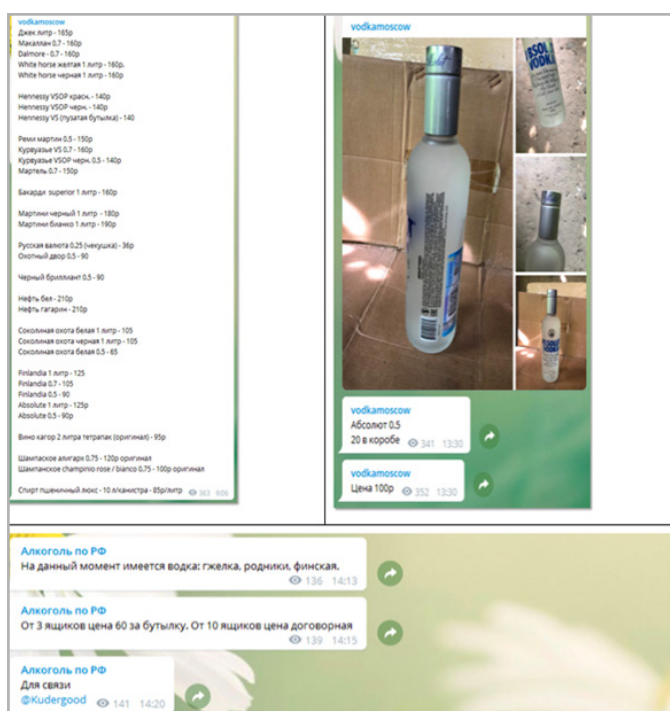 vodkamoscow
Джек литр - 165р
Макаллан 0.7 - 160р
Dalmore - 0.7 - 160р
White horse желтая 1 литр - 160р.
White horse черная 1 литр - 160р
Hennessy VSOP красн. - 140р
Hennessy VSOP черн. - 140р
Hennessy VS (пузатая бутылка) - 140
Реми мартин 0.5 - 150р
Курвуазье VS 0.7 - 160р
Курвуазье VSOP черн. 0.5 - 140р
Мартель 0.7 - 150р
Бакарди superior 1 литр - 160р
Мартини черный 1 литр - 180р
Мартини бианко 1 литр - 190р
Русская валюта 0.25 (чекушка) - 36р
Охотный двор 0.5 - 90
Черный бриллиант 0.5 - 90
Нефть бел - 210р
Нефть гагарин - 210р
Соколиная охота белая 1 литр - 105
Соколиная охота черная 1 литр - 105
Соколиная охота белая 0.5 - 65
Finlandia 1 литр - 125
Finlandia 0.7 - 105
Finlandia 0.5 - 90
Absolute 1 литр - 125р
Absolute 0.5 - 90р
Вино кагор 2 литра тетрапак (оригинал) - 95р
Шампаское алигарх 0.75 - 120р оригинал
Шампанское champinio rose / bianco 0.75 - 100р оригинал
Спирт пшеничный люкс - 10 л/канистра - 85р/литр 363 9:06
vodkamoscow
ABSOL
VODK
ABSOL
VODK
vodkamoscow
Абсолют 0.5
20 в коробе 341 13:30
vodkamoscow
Цена 100р 352 13:30
Алкоголь по РФ
На данный момент имеется водка: гжелка, родники, финская.
136 14:13
Алкоголь по РФ
От 3 ящиков цена 60 за бутылку. От 10 ящиков цена договорная
139 14:15
Алкоголь по РФ
Для связи
@Kudergood 141 14:20